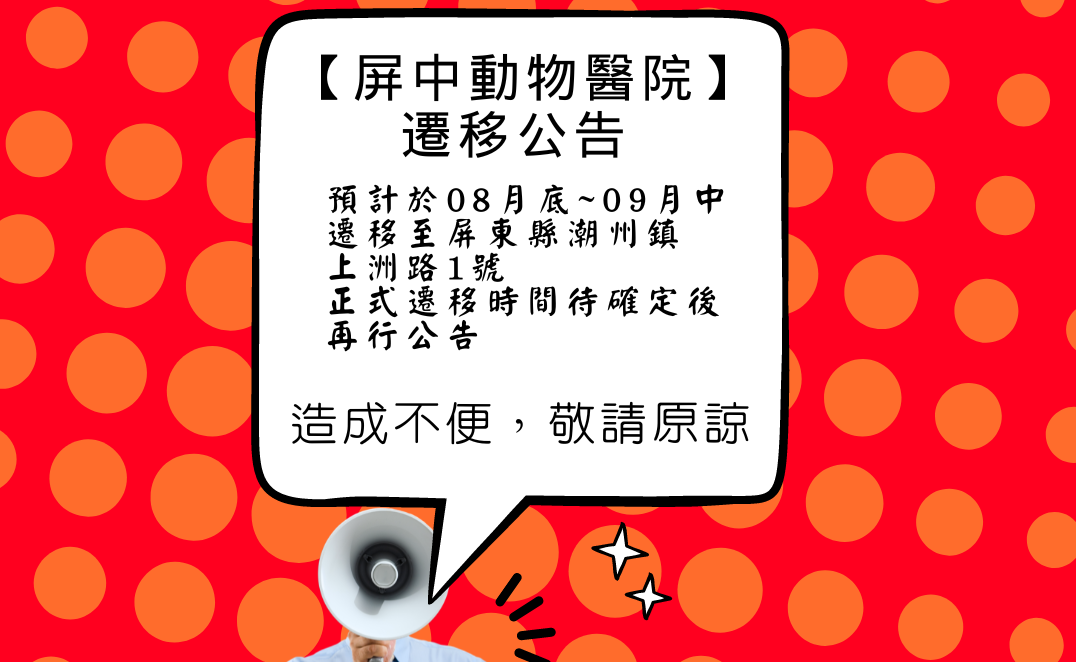 【屏中動物醫院】
遷移公告
預計於08月底~09月中
遷移至屏東縣潮州鎮
上洲路1號
正式遷移時間待確定後
再行公告
造成不便，敬請原諒